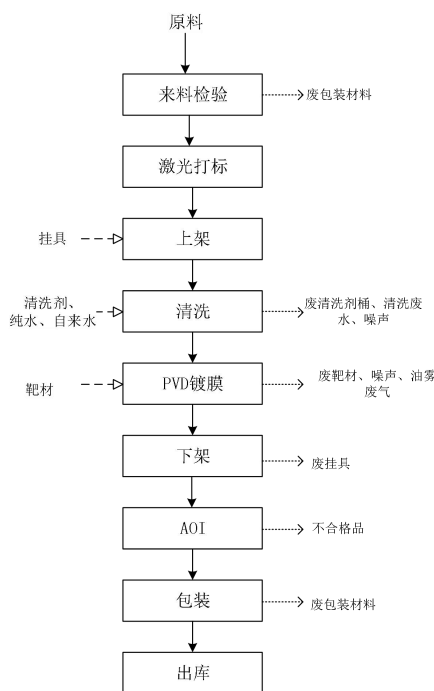 原料
来料检验
废包装材料
激光打标
挂具
上架
清洗剂、
纯水、自来水
清洗
废清洗剂桶、清洗废
水、噪声
靶材
PVD镀膜
废靶材、噪声、油雾
废气
下架
废挂具
AOI
不合格品
包装
废包装材料
出库